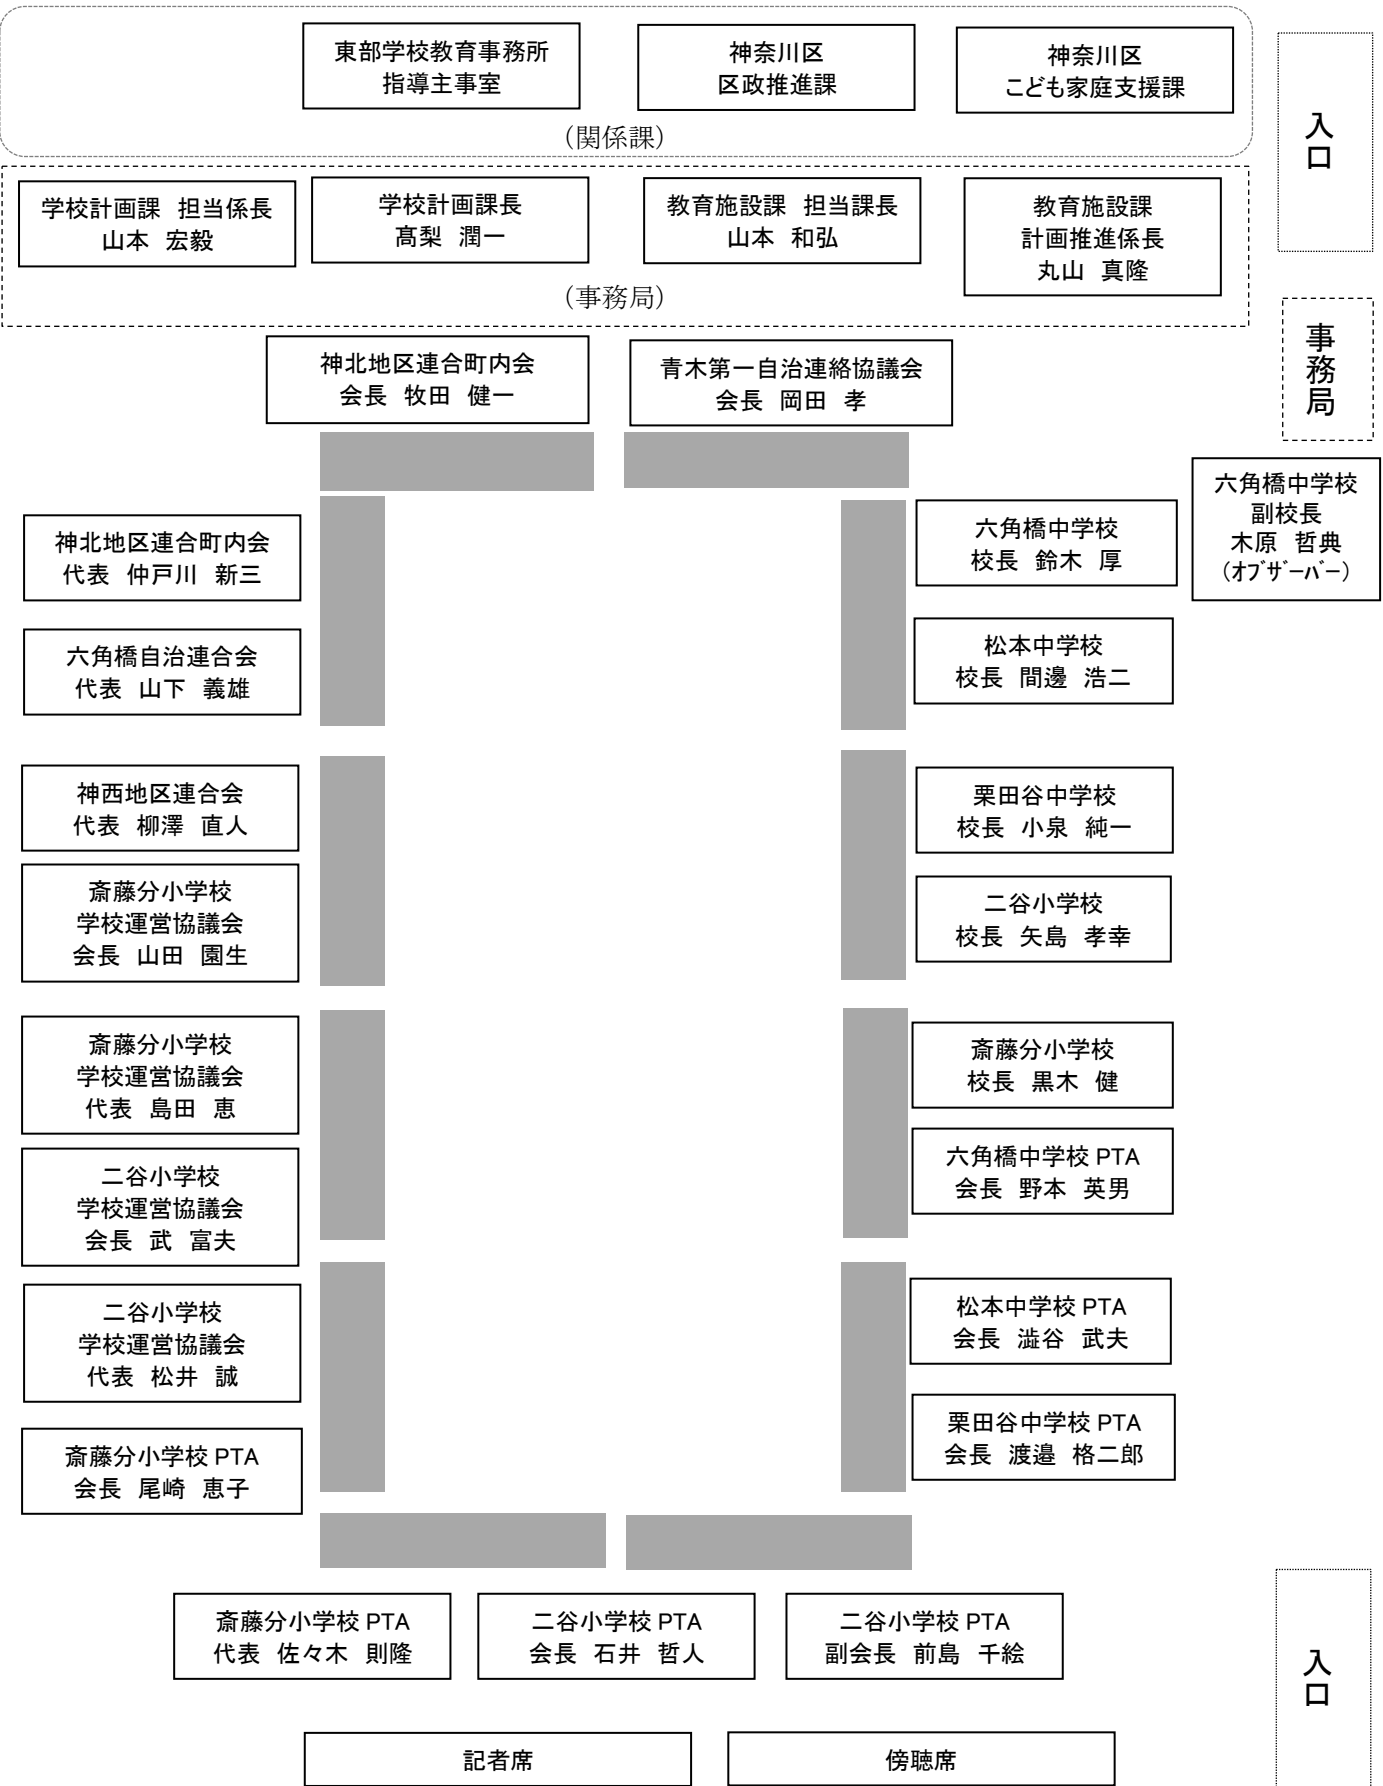 東部学校教育事務所
指導主事室
神奈川区
区政推進課
神奈川区
こども家庭支援課
（関係課）
入口
学校計画課 担当係長
山本 宏毅
学校計画課長
髙梨 潤一
教育施設課 担当課長
山本 和弘
教育施設課
計画推進係長
丸山 真隆
（事務局）
事務局
神北地区連合町内会
会長 牧田 健一
青木第一自治連絡協議会
会長 岡田 孝
神北地区連合町内会
代表 仲戸川 新三
六角橋自治連合会
代表 山下 義雄
神西地区連合会
代表 柳澤 直人
斎藤分小学校
学校運営協議会
会長 山田 園生
斎藤分小学校
学校運営協議会
代表 島田 恵
二谷小学校
学校運営協議会
会長 武 富夫
二谷小学校
学校運営協議会
代表 松井 誠
斎藤分小学校 PTA
会長 尾崎 恵子
六角橋中学校
校長 鈴木 厚
六角橋中学校
副校長
木原 哲典
（ｵﾌﾞｻﾞｰﾊﾞｰ）
松本中学校
校長 間邊 浩二
栗田谷中学校
校長 小泉 純一
二谷小学校
校長 矢島 孝幸
斎藤分小学校
校長 黒木 健
六角橋中学校 PTA
会長 野本 英男
松本中学校 PTA
会長 澁谷 武夫
栗田谷中学校 PTA
会長 渡邉 格二郎
斎藤分小学校 PTA
代表 佐々木 則隆
二谷小学校 PTA
会長 石井 哲人
二谷小学校 PTA
副会長 前島 千絵
入口
記者席
傍聴席